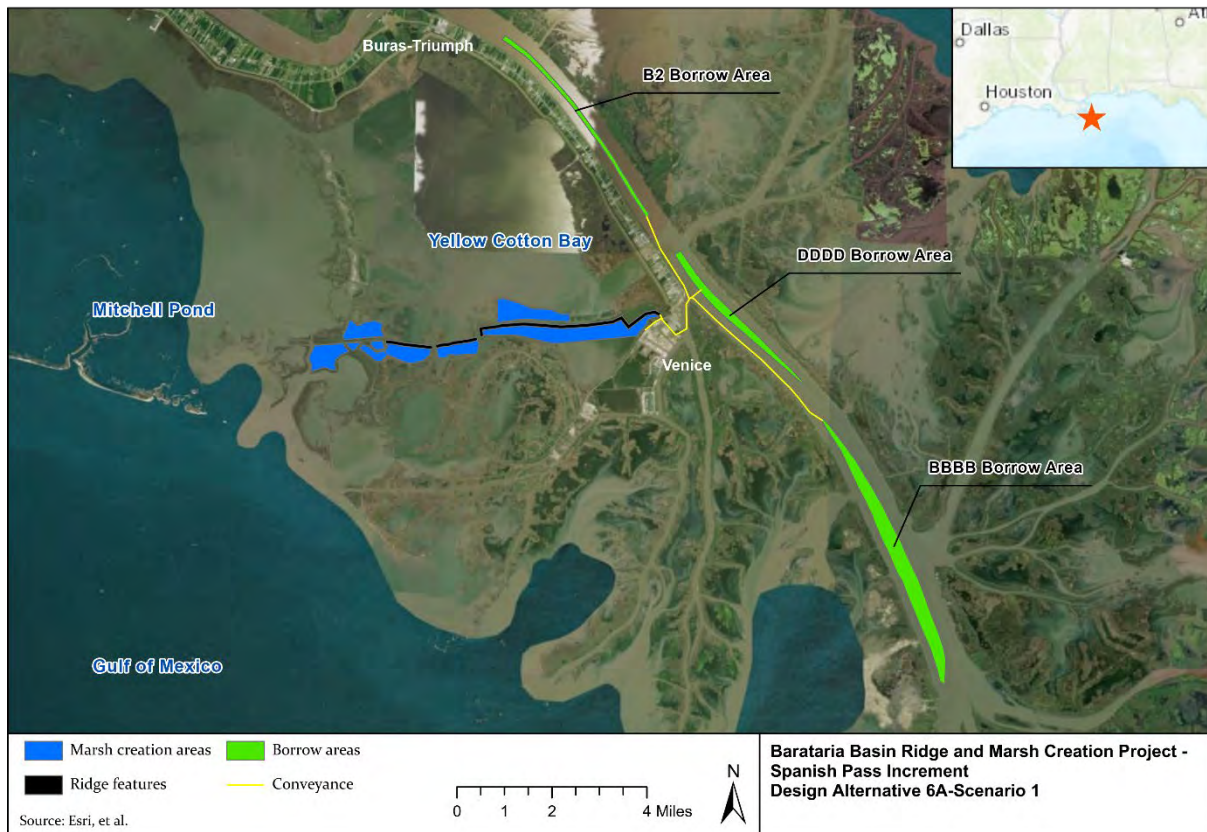 Dallas
At
Houston
Buras-Triumph
B2 Borrow Area
Yellow Cotton Bay
DDDD Borrow Area
Mitchell Pond
Venice
BBBB Borrow Area
Gulf of Mexico
Marsh creation areas
Borrow areas
Ridge features
Conveyance
0 1 2 4 Miles
N
Source: Esri, et al.
Barataria Basin Ridge and Marsh Creation Project -
Spanish Pass Increment
Design Alternative 6A-Scenario 1